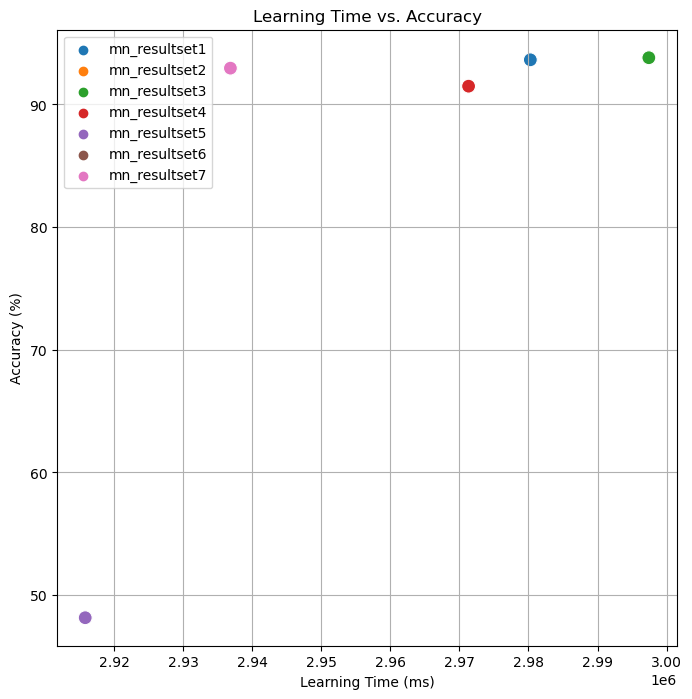 Learning Time vs. Accuracy
mn_resultset1
mn_resultset2
mn_resultset3
mn_resultset4
mn_resultset5
mn_resultset6
mn_resultset7
90
80
70
60
50
Accuracy (%)
2.92 2.93 2.94 2.95 2.96 2.97 2.98 2.99 3.00
1e6
Learning Time (ms)